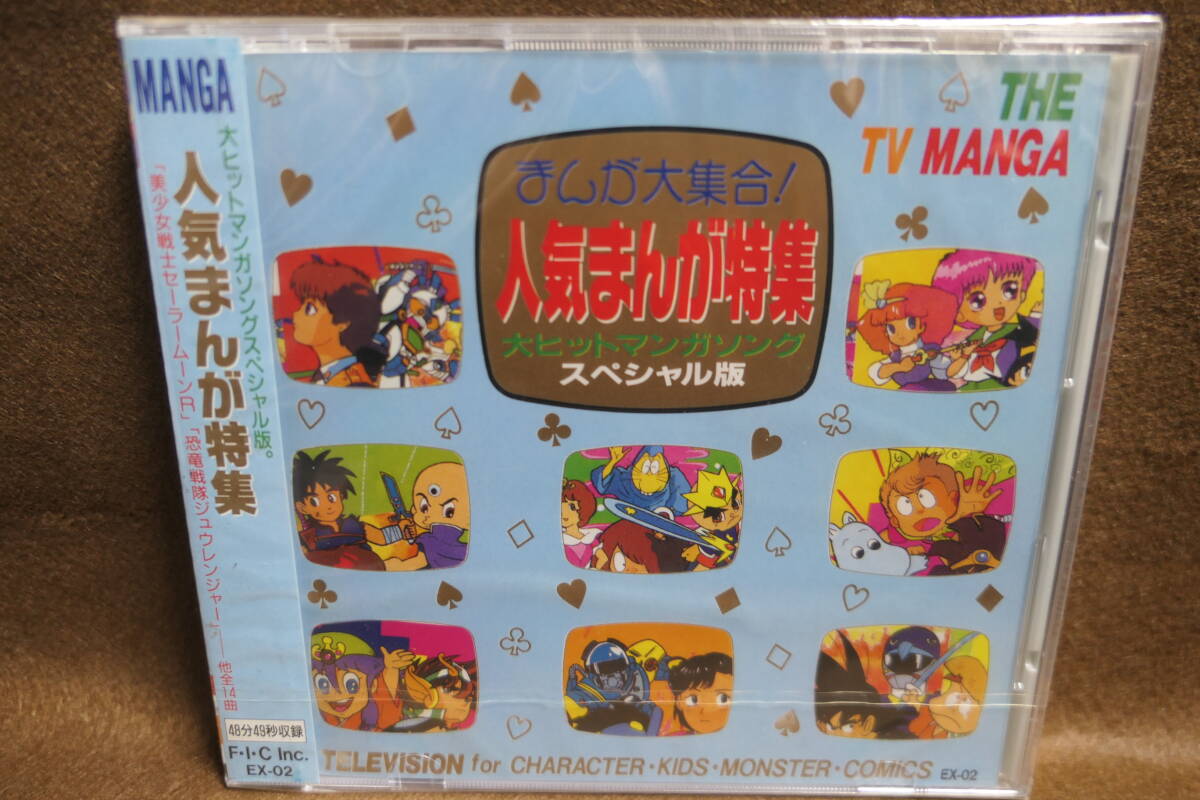 MANGA
大ヒットマンガソングスペシャル版。
人気まんが特集
「美少女戦士セーラームーンR」「恐竜戦隊ジュウレンジャー」──他全14曲
48分49秒収録
F・I・C Inc.
EX-02
THE
TV MANGA
まんが大集合!
人気まんが特集
大ヒットマンガソング
スペシャル版
TELEVISION for CHARACTER・KIDS・MONSTER・COMICS
EX-02